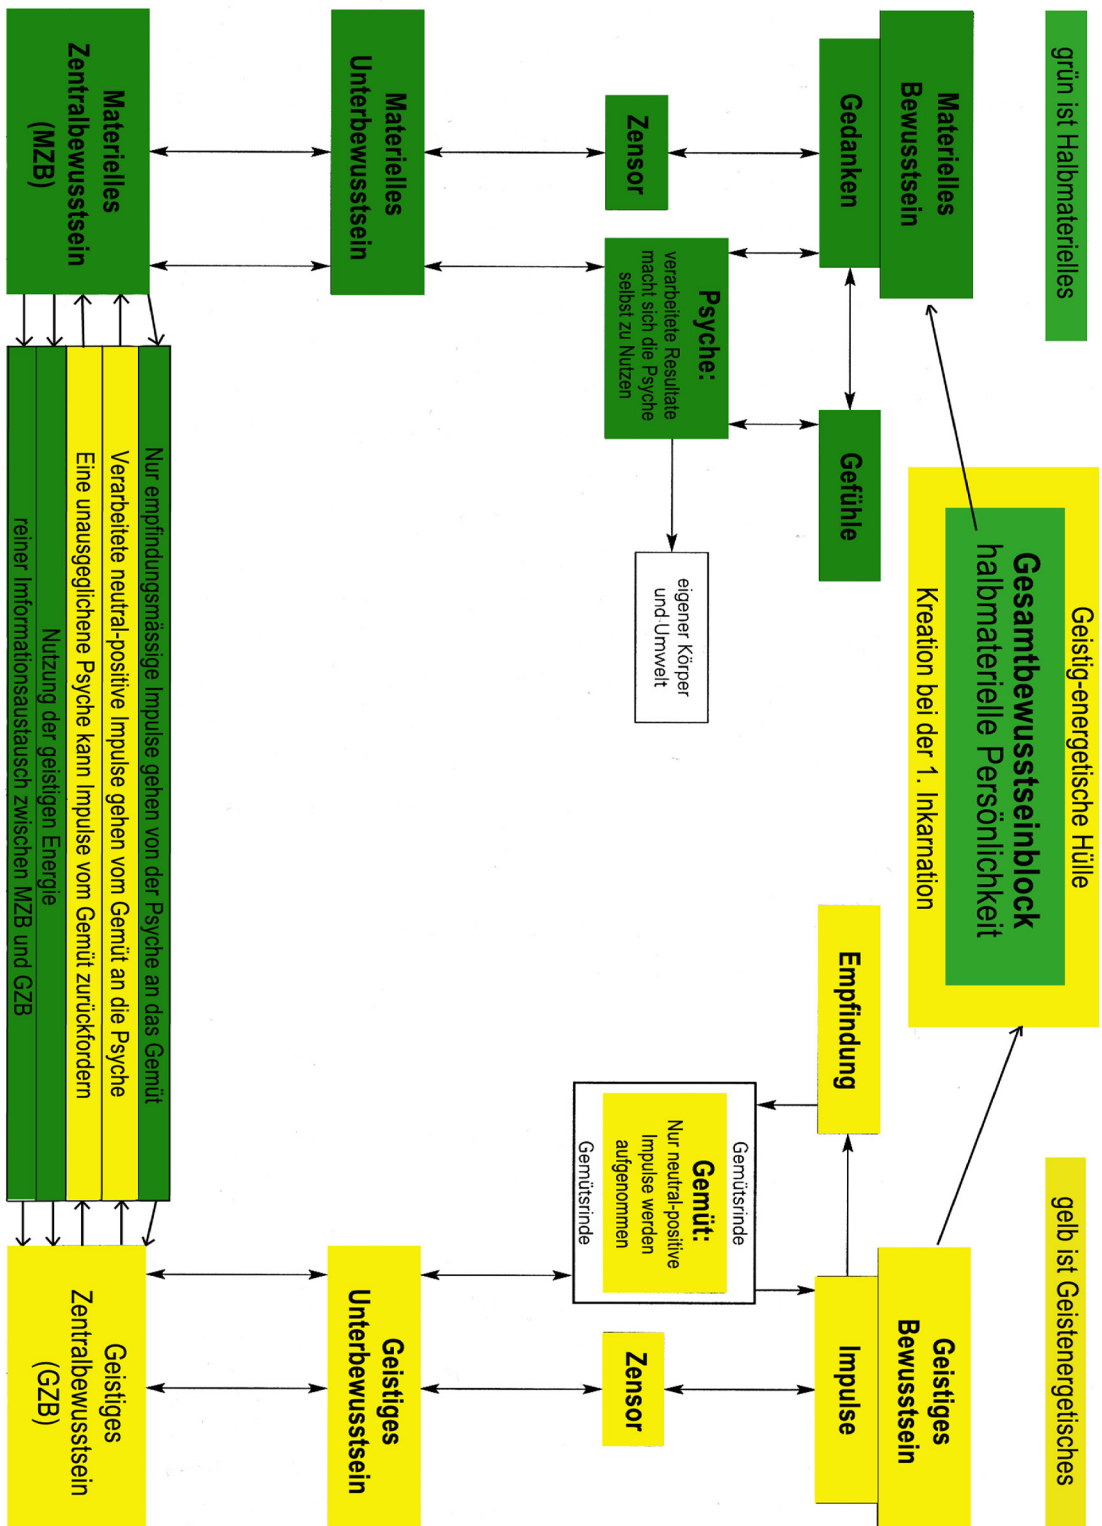 grün ist Halbmaterielles
gelb ist Geistenergetisches
Geistig-energetische Hülle
Gesamtbewusstseinblock
halbmaterielle Persönlichkeit
Kreation bei der 1. Inkarnation
Materielles
Bewusstsein
Gedanken
Gefühle
Empfindung
Geistiges
Bewusstsein
Impulse
Zensor
Psyche:
verarbeitete Resultate
macht sich die Psyche
selbst zu Nutzen
eigener Körper
und Umwelt
Gemütsrinde
Gemüt:
Nur neutral-positive
Impulse werden
aufgenommen
Gemütsrinde
Zensor
Materielles
Unterbewusstsein
Geistiges
Unterbewusstsein
Materielles
Zentralbewusstsein
(MZB)
Nur empfindungsmässige Impulse gehen von der Psyche an das Gemüt
Verarbeitete neutral-positive Impulse gehen vom Gemüt an die Psyche
Eine unausgeglichene Psyche kann Impulse vom Gemüt zurückfordern
Nutzung der geistigen Energie
reiner Imformationsaustausch zwischen MZB und GZB
Geistiges
Zentralbewusstsein
(GZB)